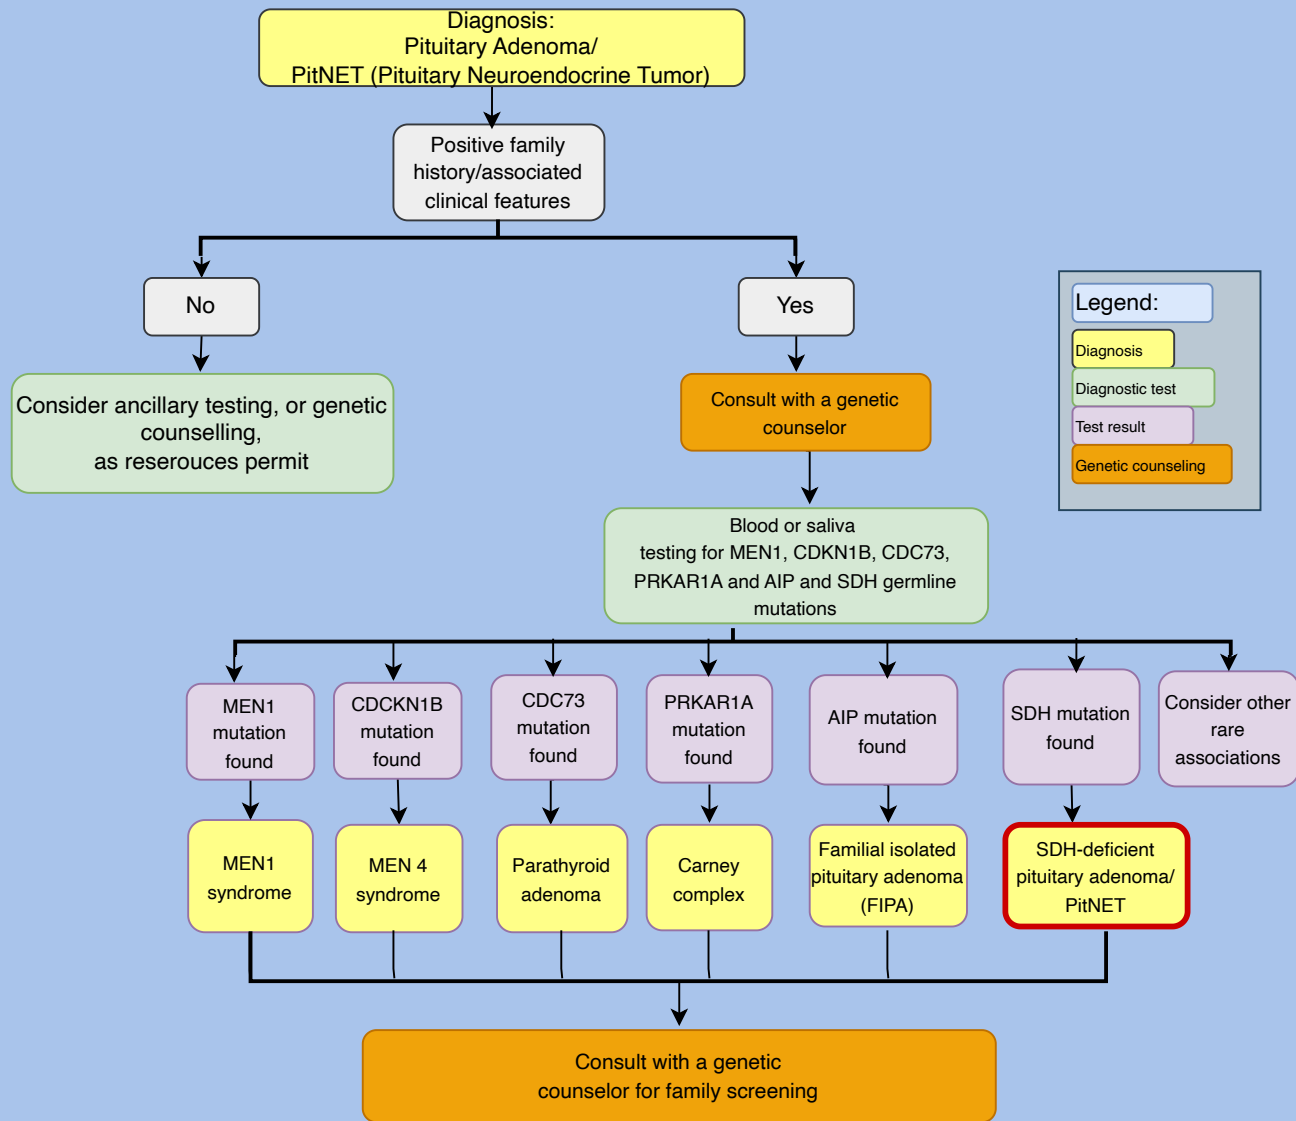 Diagnosis:
Pituitary Adenoma/
PitNET (Pituitary Neuroendocrine Tumor)
Positive family
history/associated
clinical features
No
Yes
Legend:
Diagnosis
Diagnostic test
Test result
Genetic counseling
Consider ancillary testing, or genetic
counselling,
as reserouces permit
Consult with a genetic
counselor
Blood or saliva
testing for MEN1, CDKN1B, CDC73,
PRKAR1A and AIP and SDH germline
mutations
MEN1
mutation
found
CDCKN1B
mutation
found
CDC73
mutation
found
PRKAR1A
mutation
found
AIP mutation
found
SDH mutation
found
Consider other
rare
associations
MEN1
syndrome
MEN 4
syndrome
Parathyroid
adenoma
Carney
complex
Familial isolated
pituitary adenoma
(FIPA)
SDH-deficient
pituitary adenoma/
PitNET
Consult with a genetic
counselor for family screening